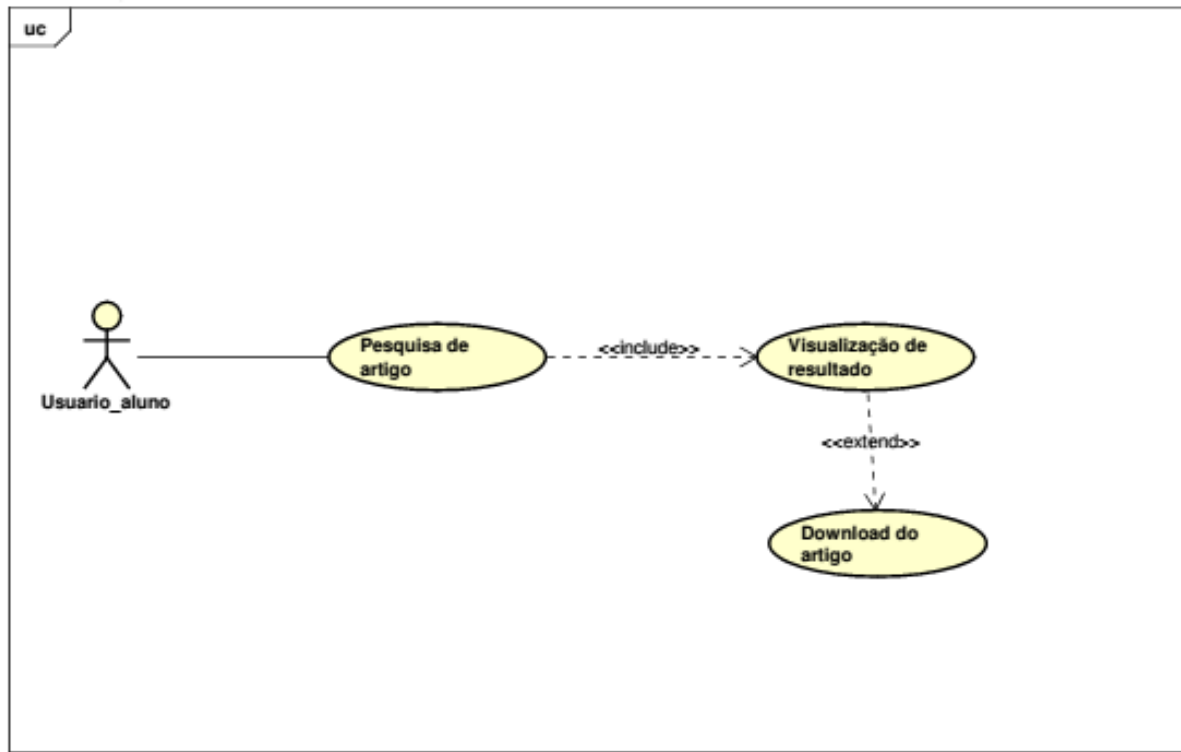 uc
Pesquisa de
artigo
<<include>>
Visualização de
resultado
Usuario_aluno
<<extend>>
Download do
artigo